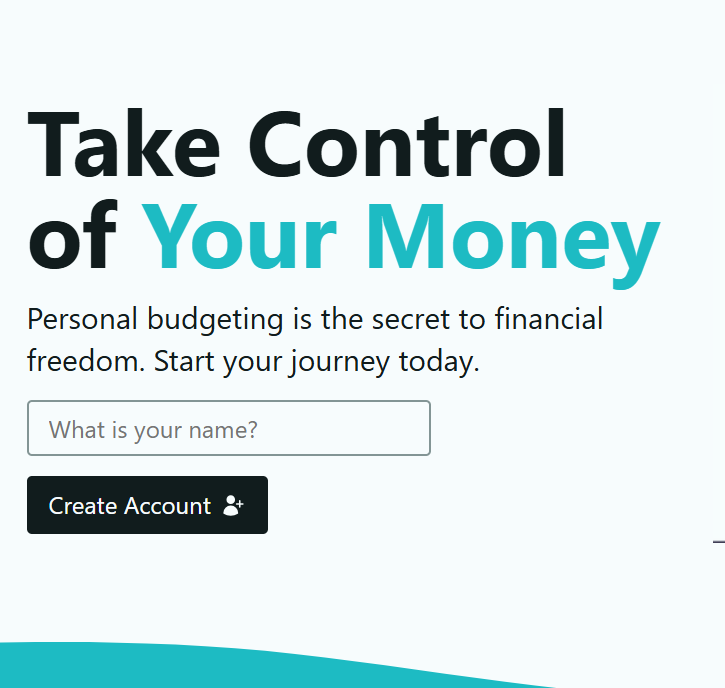 Take Control
of Your Money
Personal budgeting is the secret to financial
freedom. Start your journey today.
What is your name?
Create Account